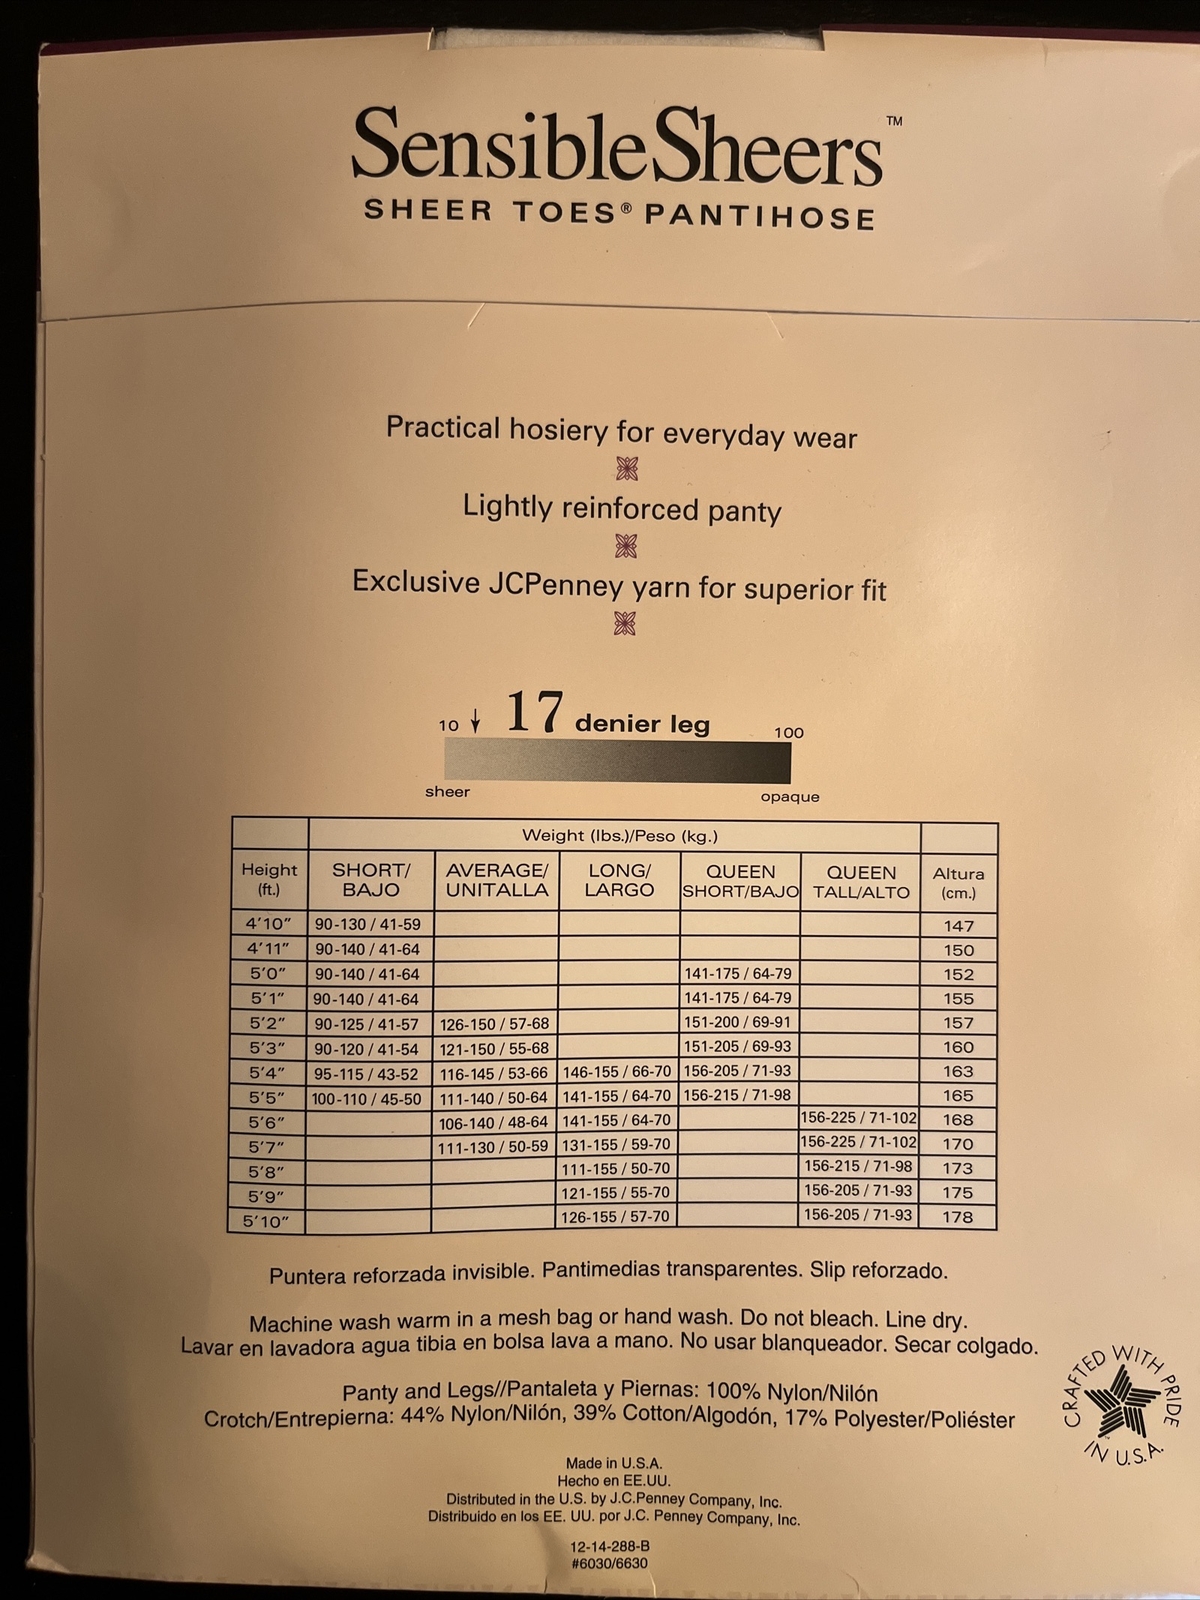 SensibleSheers™
SHEER TOES® PANTIHOSE
Practical hosiery for everyday wear
Lightly reinforced panty
Exclusive JCPenney yarn for superior fit
10 ↓ 17 denier leg 100
sheer opaque
Weight (lbs.)/Peso (kg.)
Height (ft.) SHORT/BAJO AVERAGE/UNITALLA LONG/LARGO QUEEN SHORT/BAJO QUEEN TALL/ALTO Altura (cm.)
4'10" 90-130 / 41-59 147
4'11" 90-140 / 41-64 150
5'0" 90-140 / 41-64 141-175 / 64-79 152
5'1" 90-140 / 41-64 141-175 / 64-79 155
5'2" 90-125 / 41-57 126-150 / 57-68 151-200 / 69-91 157
5'3" 90-120 / 41-54 121-150 / 55-68 151-205 / 69-93 160
5'4" 95-115 / 43-52 116-145 / 53-66 146-155 / 66-70 156-205 / 71-93 163
5'5" 100-110 / 45-50 111-140 / 50-64 141-155 / 64-70 156-215 / 71-98 165
5'6" 106-140 / 48-64 141-155 / 64-70 156-225 / 71-102 168
5'7" 111-130 / 50-59 131-155 / 59-70 156-225 / 71-102 170
5'8" 111-155 / 50-70 156-215 / 71-98 173
5'9" 121-155 / 55-70 156-205 / 71-93 175
5'10" 126-155 / 57-70 156-205 / 71-93 178
Puntera reforzada invisible. Pantimedias transparentes. Slip reforzado.
Machine wash warm in a mesh bag or hand wash. Do not bleach. Line dry.
Lavar en lavadora agua tibia en bolsa lava a mano. No usar blanqueador. Secar colgado.
Panty and Legs//Pantaleta y Piernas: 100% Nylon/Nilón
Crotch/Entrepierna: 44% Nylon/Nilón, 39% Cotton/Algodón, 17% Polyester/Poliéster
CRAFTED WITH PRIDE
IN U.S.A.
Made in U.S.A.
Hecho en EE.UU.
Distributed in the U.S. by J.C.Penney Company, Inc.
Distribuido en los EE. UU. por J.C. Penney Company, Inc.
12-14-288-B
#6030/6630